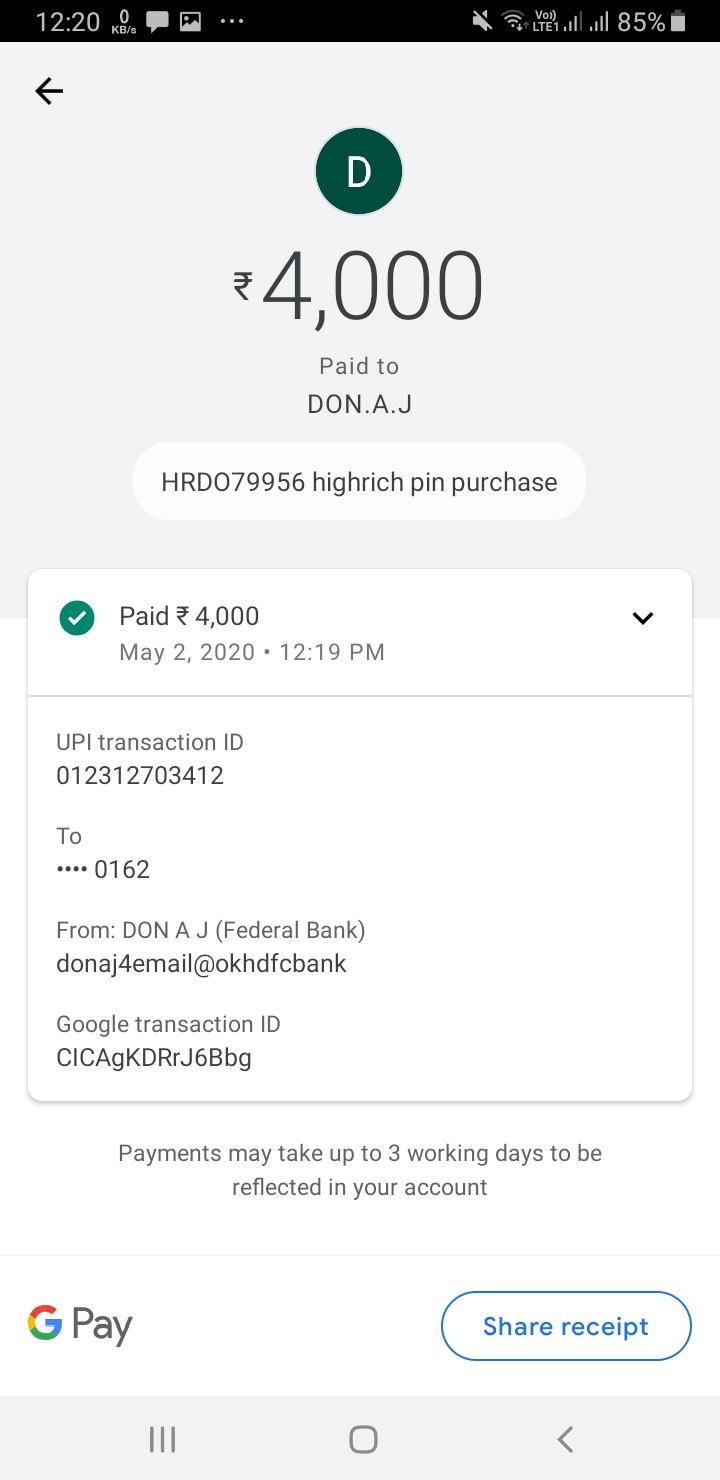 12:20 0 KB/s ... Vo)) LTE1 85%
D
₹4,000
Paid to
DON.A.J
HRDO79956 highrich pin purchase
Paid ₹ 4,000
May 2, 2020 • 12:19 PM
UPI transaction ID
012312703412
To
•••• 0162
From: DON A J (Federal Bank)
donaj4email@okhdfcbank
Google transaction ID
CICAgKDRrJ6Bbg
Payments may take up to 3 working days to be
reflected in your account
G Pay
Share receipt